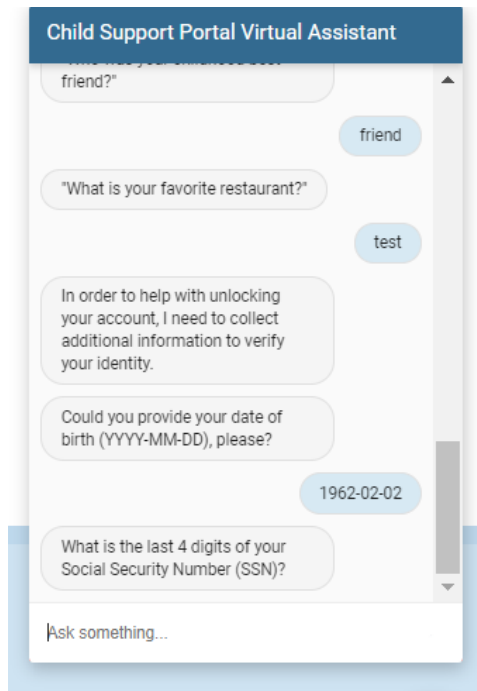 Child Support Portal Virtual Assistant
friend?"
friend
"What is your favorite restaurant?"
test
In order to help with unlocking
your account, I need to collect
additional information to verify
your identity.
Could you provide your date of
birth (YYYY-MM-DD), please?
1962-02-02
What is the last 4 digits of your
Social Security Number (SSN)?
Ask something...